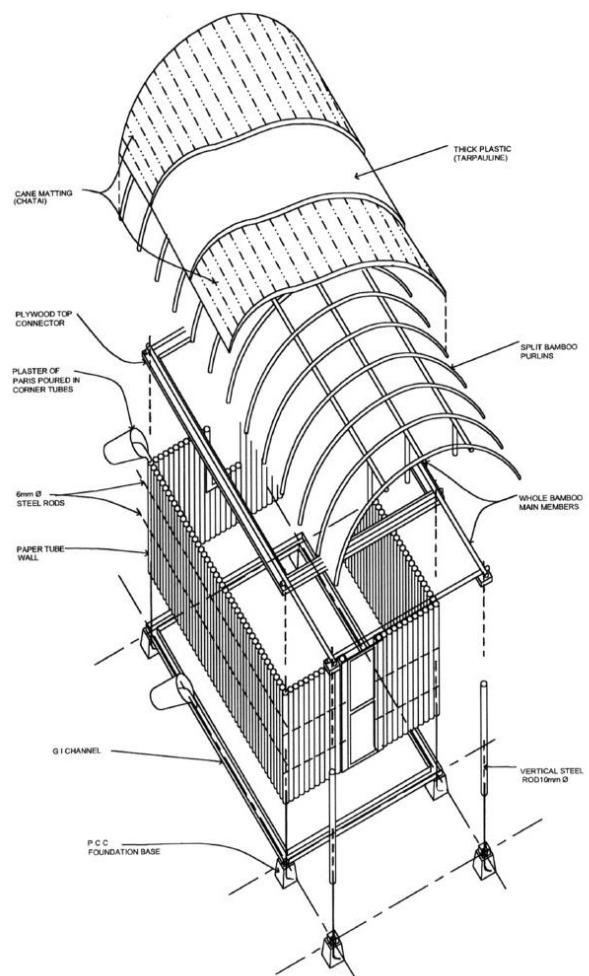 THICK PLASTIC
(TARPAULINE)
CANE MATTING
(CHATAI)
PLYWOOD TOP
CONNECTOR
SPLIT BAMBOO
PURLINS
PLASTER OF
PARIS POURED IN
CORNER TUBES
6mm Ø
STEEL RODS
WHOLE BAMBOO
MAIN MEMBERS
PAPER TUBE
WALL
G I CHANNEL
VERTICAL STEEL
ROD10mm Ø
P C C
FOUNDATION BASE